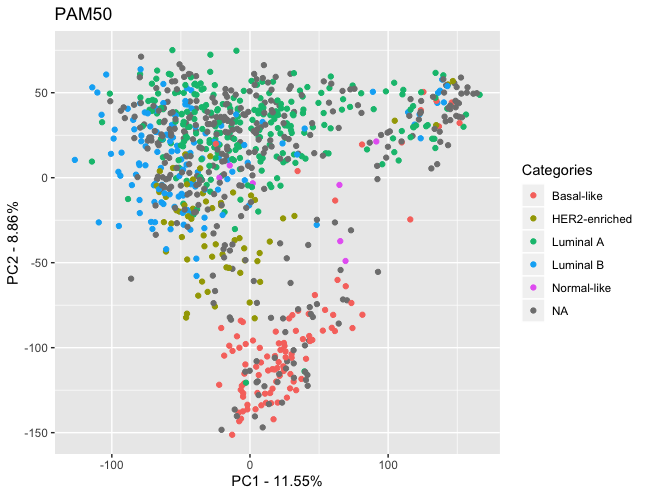 PAM50
50
0
-50
-100
-150
PC2 - 8.86%
-100
0
100
PC1 - 11.55%
Categories
Basal-like
HER2-enriched
Luminal A
Luminal B
Normal-like
NA